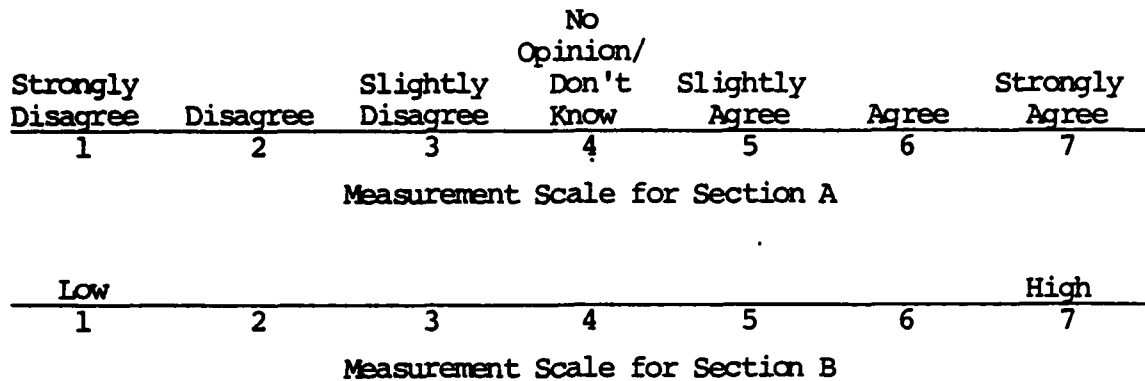 No
Opinion/
Strongly Slightly Don't Slightly Strongly
Disagree Disagree Disagree Know Agree Agree Agree
1 2 3 4 5 6 7
Measurement Scale for Section A
Low High
1 2 3 4 5 6 7
Measurement Scale for Section B